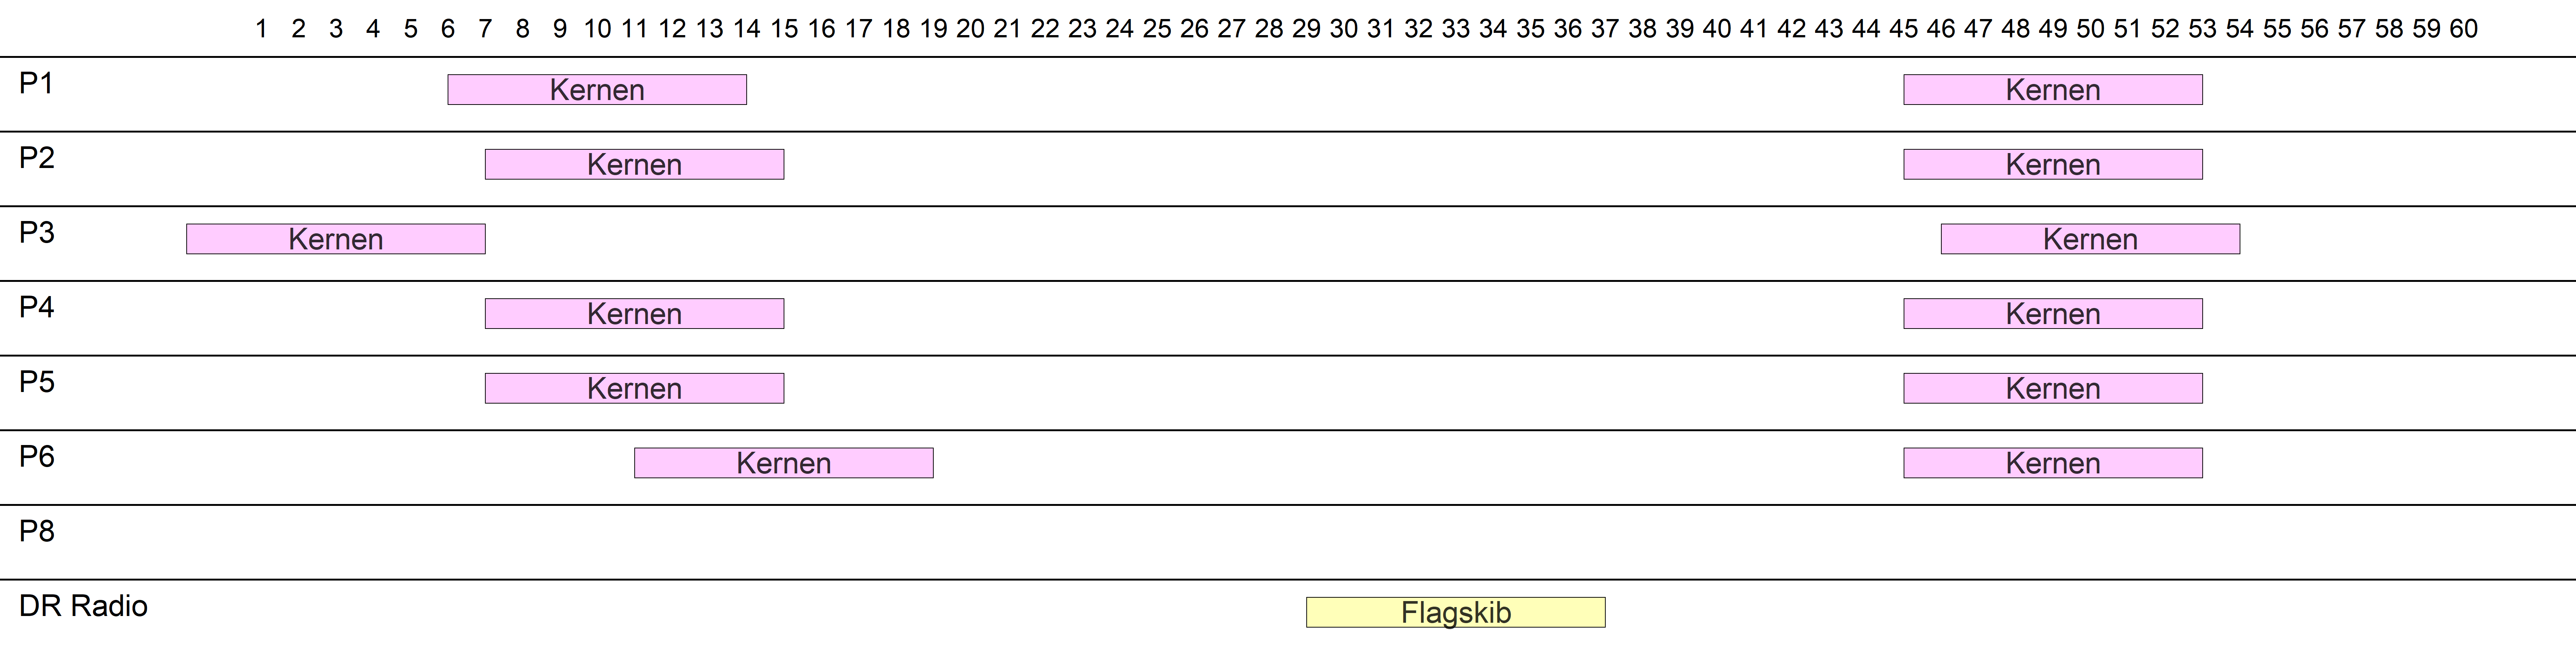 1 2 3 4 5 6 7 8 9 10 11 12 13 14 15 16 17 18 19 20 21 22 23 24 25 26 27 28 29 30 31 32 33 34 35 36 37 38 39 40 41 42 43 44 45 46 47 48 49 50 51 52 53 54 55 56 57 58 59 60
P1 Kernen Kernen
P2 Kernen Kernen
P3 Kernen Kernen
P4 Kernen Kernen
P5 Kernen Kernen
P6 Kernen Kernen
P8
DR Radio Flagskib